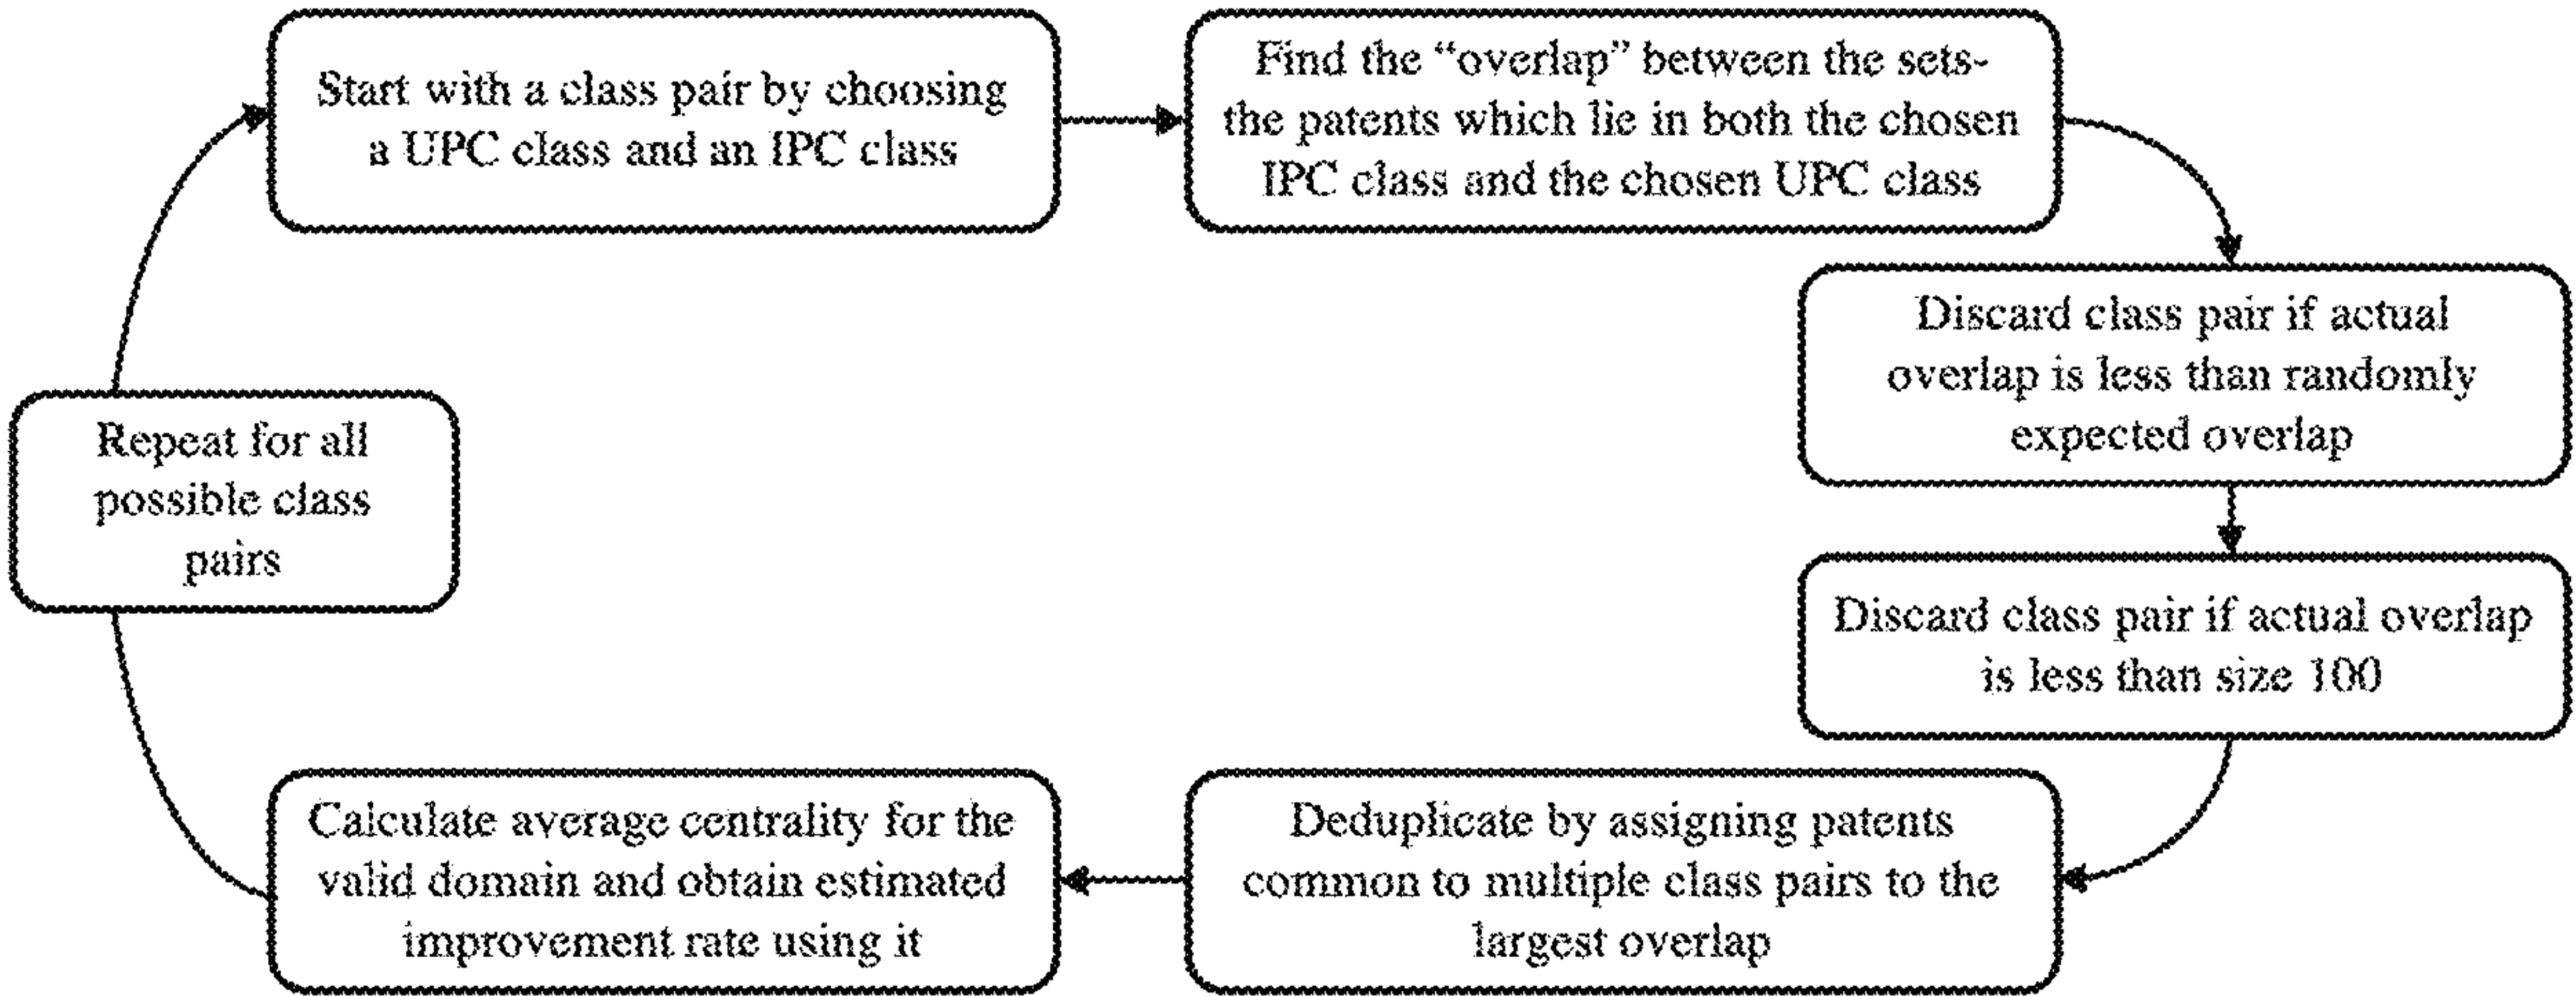 Start with a class pair by choosing
a UPC class and an IPC class
Find the “overlap” between the sets-
the patents which lie in both the chosen
IPC class and the chosen UPC class
Discard class pair if actual
overlap is less than randomly
expected overlap
Discard class pair if actual overlap
is less than size 100
Deduplicate by assigning patents
common to multiple class pairs to the
largest overlap
Calculate average centrality for the
valid domain and obtain estimated
improvement rate using it
Repeat for all
possible class
pairs